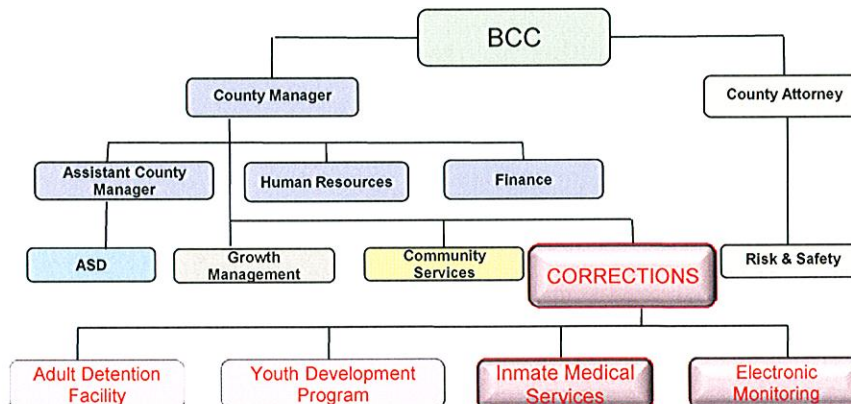 BCC
County Manager
County Attorney
Assistant County
Manager
Human Resources
Finance
ASD
Growth
Management
Community
Services
CORRECTIONS
Risk & Safety
Adult Detention
Facility
Youth Development
Program
Inmate Medical
Services
Electronic
Monitoring